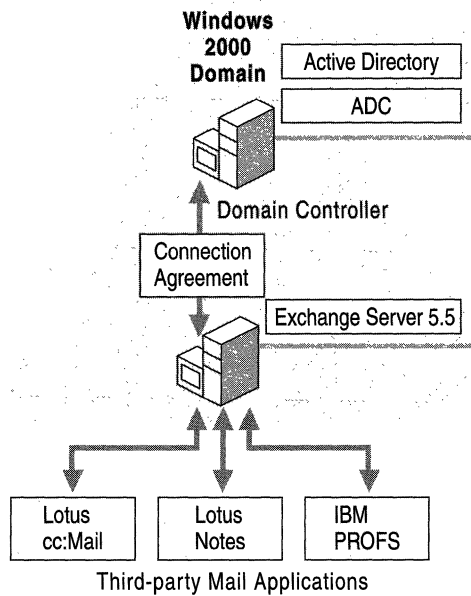 Windows
2000
Domain
Active Directory
ADC
Domain Controller
Connection
Agreement
Exchange Server 5.5
Lotus
cc:Mail
Lotus
Notes
IBM
PROFS
Third-party Mail Applications